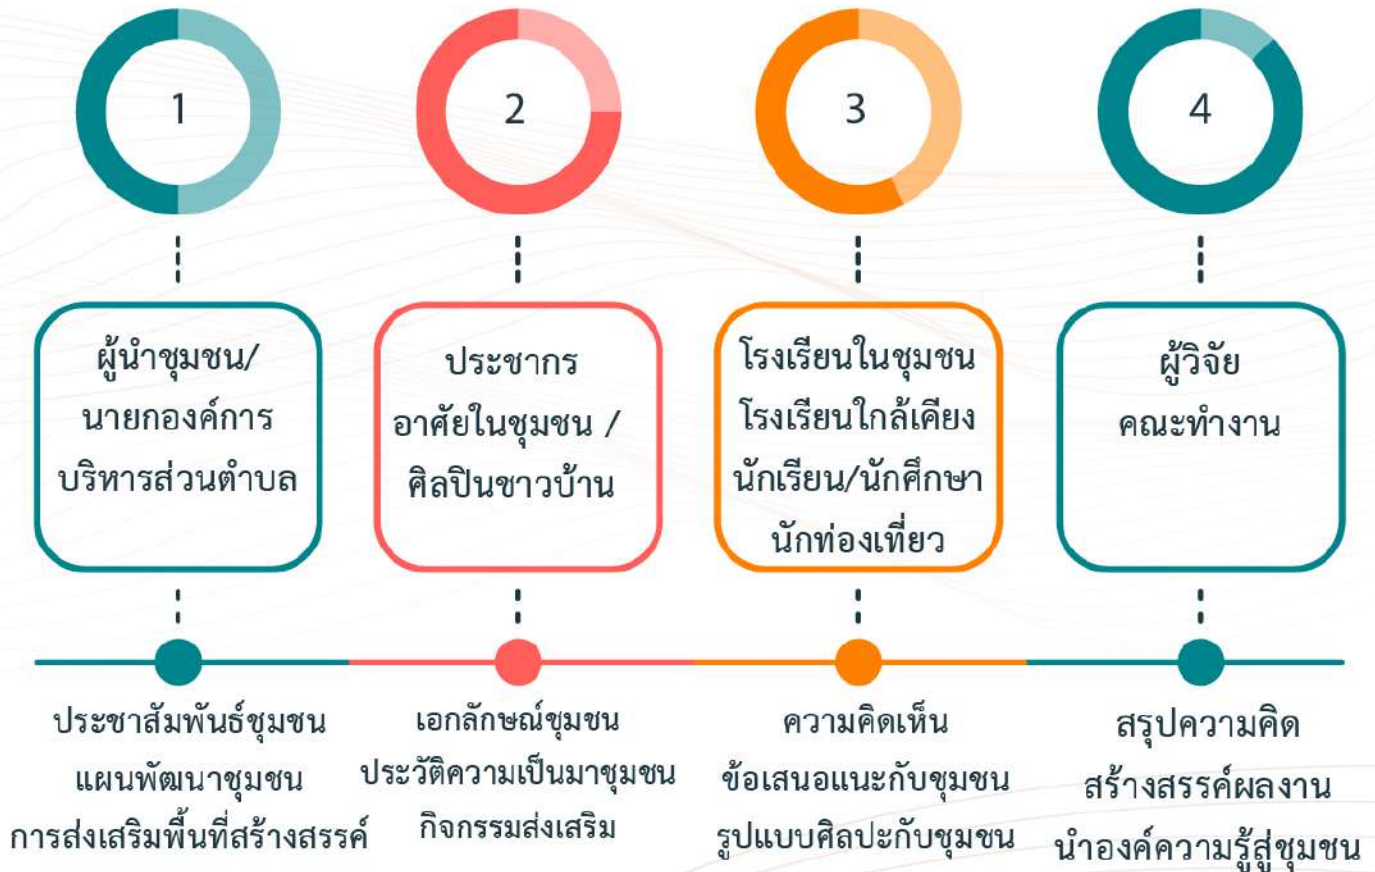 1
ผู้นำชุมชน/
นายกองค์การ
บริหารส่วนตำบล
ประชาสัมพันธ์ชุมชน
แผนพัฒนาชุมชน
การส่งเสริมพื้นที่สร้างสรรค์
2
ประชากร
อาศัยในชุมชน /
ศิลปินชาวบ้าน
เอกลักษณ์ชุมชน
ประวัติความเป็นมาชุมชน
กิจกรรมส่งเสริม
3
โรงเรียนในชุมชน
โรงเรียนใกล้เคียง
นักเรียน/นักศึกษา
นักท่องเที่ยว
ความคิดเห็น
ข้อเสนอแนะกับชุมชน
รูปแบบศิลปะกับชุมชน
4
ผู้วิจัย
คณะทำงาน
สรุปความคิด
สร้างสรรค์ผลงาน
นำองค์ความรู้สู่ชุมชน